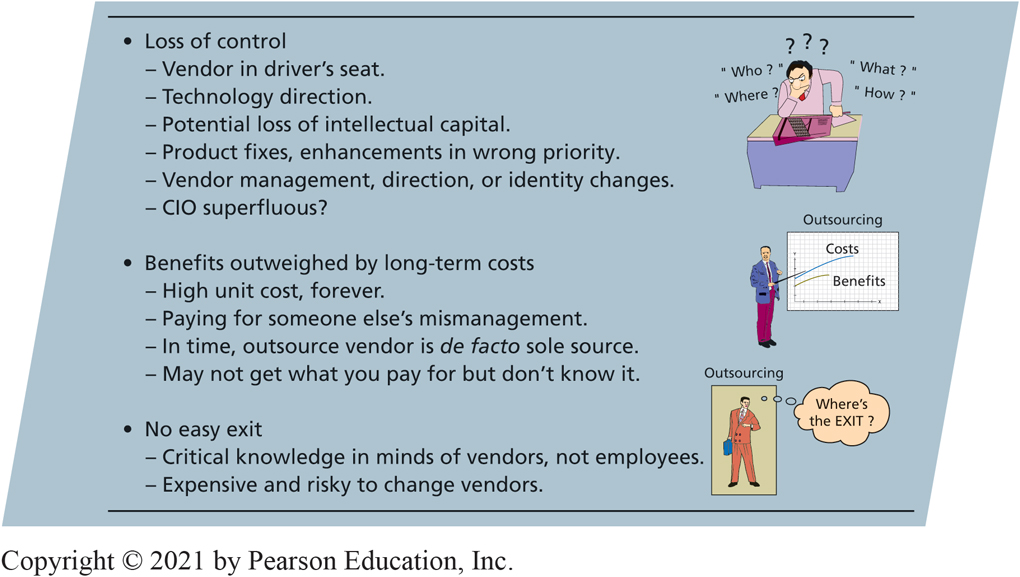 • Loss of control
– Vendor in driver’s seat.
– Technology direction.
– Potential loss of intellectual capital.
– Product fixes, enhancements in wrong priority.
– Vendor management, direction, or identity changes.
– CIO superfluous?
? ? ?
" Who ? "
" What ? "
" Where ?
" How ? "
• Benefits outweighed by long-term costs
– High unit cost, forever.
– Paying for someone else’s mismanagement.
– In time, outsource vendor is de facto sole source.
– May not get what you pay for but don’t know it.
Outsourcing
Costs
Benefits
Y
X
• No easy exit
– Critical knowledge in minds of vendors, not employees.
– Expensive and risky to change vendors.
Outsourcing
Where’s
the EXIT ?
Copyright © 2021 by Pearson Education, Inc.